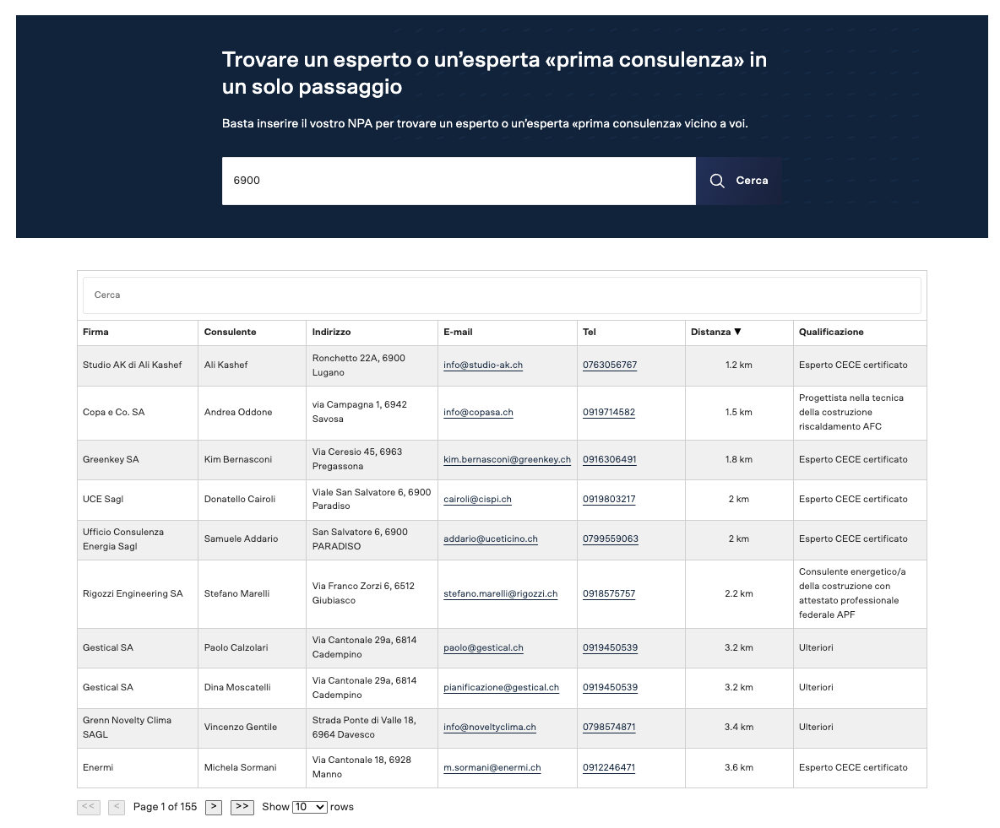 Trovare un esperto o un’esperta «prima consulenza» in
un solo passaggio
Basta inserire il vostro NPA per trovare un esperto o un’esperta «prima consulenza» vicino a voi.
6900
Cerca
Cerca
Firma Consulente Indirizzo E-mail Tel Distanza ▼ Qualificazione
Studio AK di Ali Kashef Ali Kashef Ronchetto 22A, 6900
Lugano info@studio-ak.ch 0763056767 1.2 km Esperto CECE certificato
Copa e Co. SA Andrea Oddone via Campagna 1, 6942
Savosa info@copasa.ch 0919714582 1.5 km Progettista nella tecnica
della costruzione
riscaldamento AFC
Greenkey SA Kim Bernasconi Via Ceresio 45, 6963
Pregassona kim.bernasconi@greenkey.ch 0916306491 1.8 km Esperto CECE certificato
UCE Sagl Donatello Cairoli Viale San Salvatore 6, 6900
Paradiso cairoli@cispi.ch 0919803217 2 km Esperto CECE certificato
Ufficio Consulenza
Energia Sagl Samuele Addario San Salvatore 6, 6900
PARADISO addario@uceticino.ch 0799559063 2 km Esperto CECE certificato
Rigozzi Engineering SA Stefano Marelli Via Franco Zorzi 6, 6512
Giubiasco stefano.marelli@rigozzi.ch 0918575757 2.2 km Consulente energetico/a
della costruzione con
attestato professionale
federale APF
Gestical SA Paolo Calzolari Via Cantonale 29a, 6814
Cadempino paolo@gestical.ch 0919450539 3.2 km Ulteriori
Gestical SA Dina Moscatelli Via Cantonale 29a, 6814
Cadempino pianificazione@gestical.ch 0919450539 3.2 km Ulteriori
Grenn Novelty Clima
SAGL Vincenzo Gentile Strada Ponte di Valle 18,
6964 Davesco info@noveltyclima.ch 0798574871 3.4 km Ulteriori
Enermi Michela Sormani Via Cantonale 18, 6928
Manno m.sormani@enermi.ch 0912246471 3.6 km Esperto CECE certificato
<< < Page 1 of 155 > >> Show 10 rows